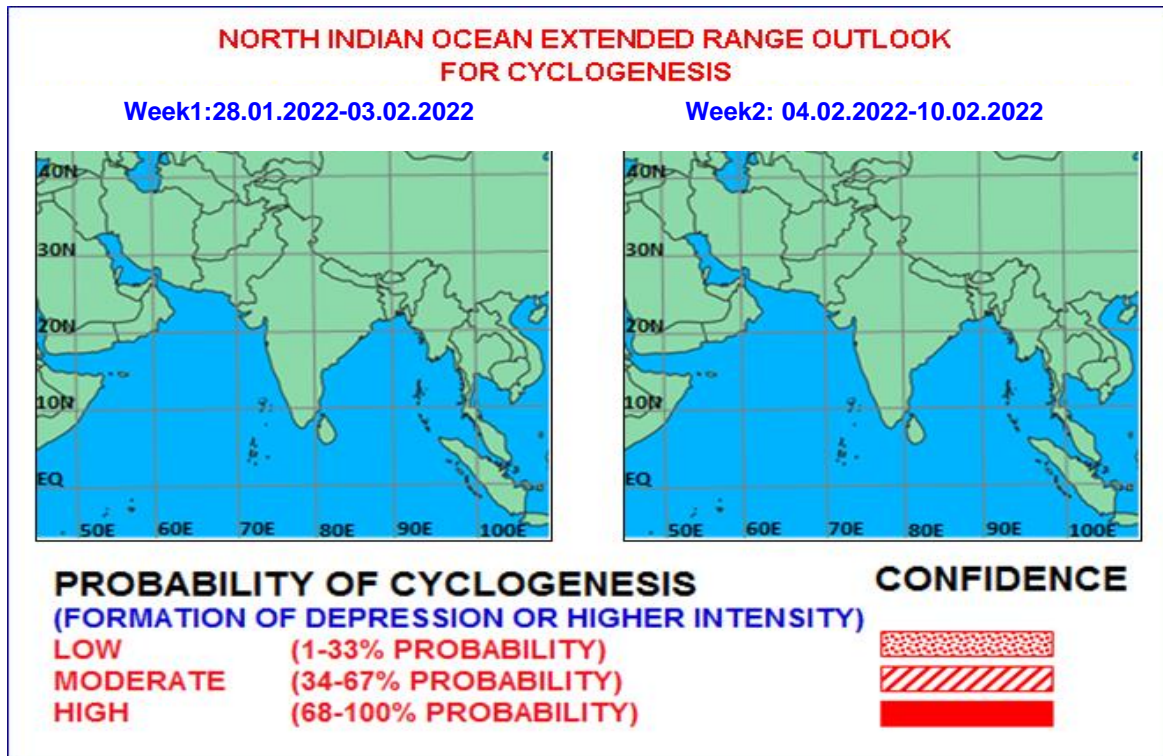 NORTH INDIAN OCEAN EXTENDED RANGE OUTLOOK
FOR CYCLOGENESIS
Week1:28.01.2022-03.02.2022
Week2: 04.02.2022-10.02.2022
40N
30N
20N
10N
EQ
50E 60E 70E 80E 90E 100E
40N
30N
20N
10N
EQ
50E 60E 70E 80E 90E 100E
PROBABILITY OF CYCLOGENESIS CONFIDENCE
(FORMATION OF DEPRESSION OR HIGHER INTENSITY)
LOW (1-33% PROBABILITY)
MODERATE (34-67% PROBABILITY)
HIGH (68-100% PROBABILITY)